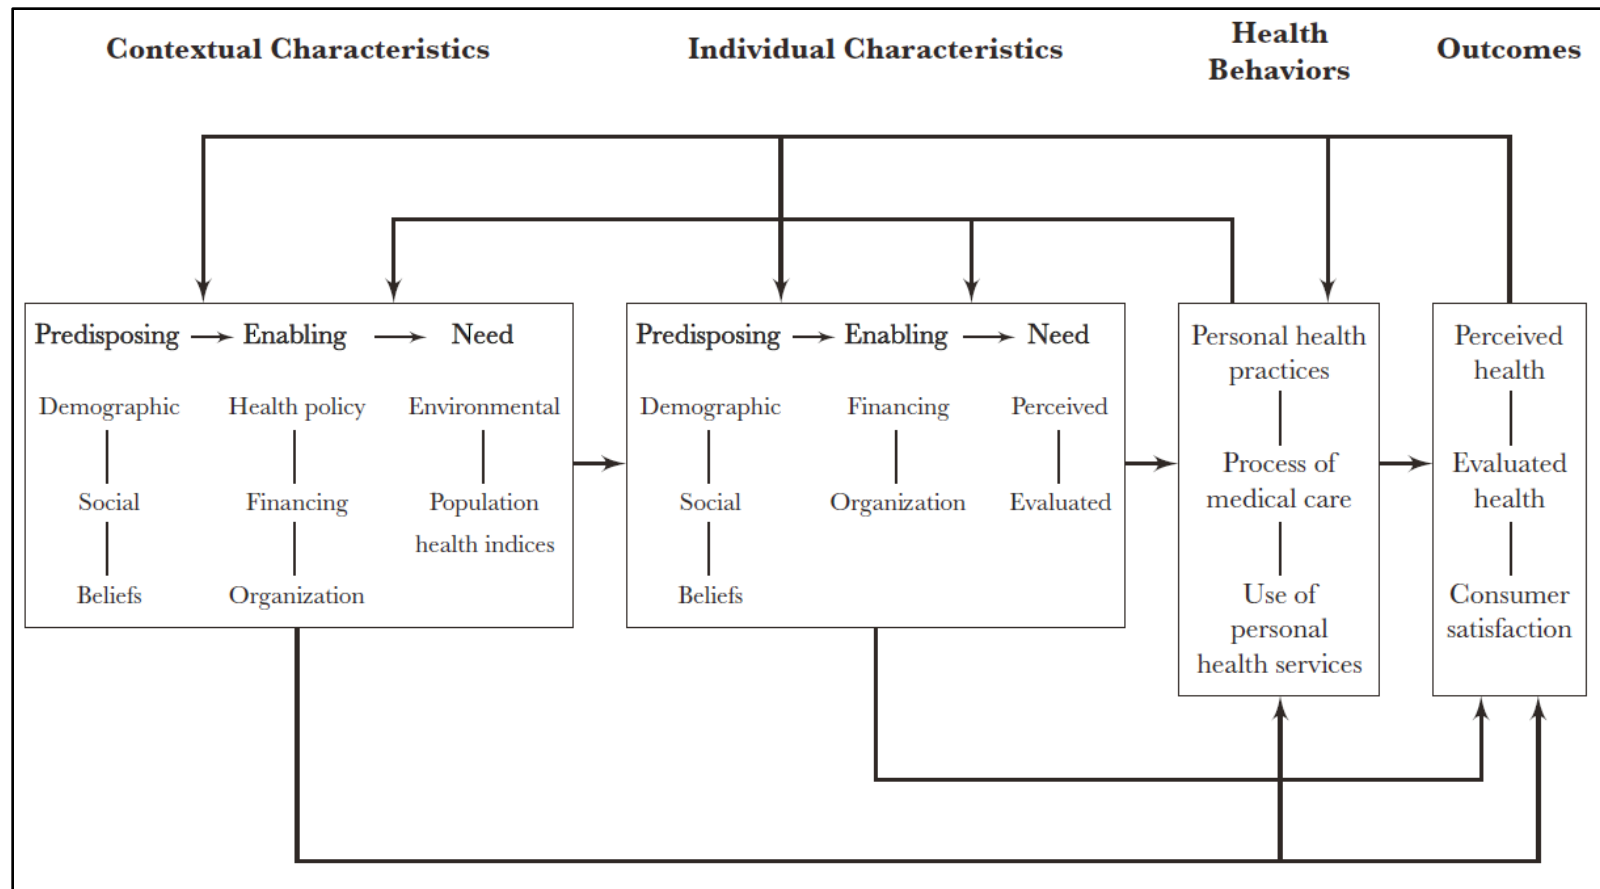 Contextual Characteristics
Individual Characteristics
Health
Behaviors
Outcomes
Predisposing
Enabling
Need
Demographic
Health policy
Environmental
Social
Financing
Population
health indices
Beliefs
Organization
Predisposing
Enabling
Need
Demographic
Financing
Perceived
Social
Organization
Evaluated
Beliefs
Personal health
practices
Process of
medical care
Use of
personal
health services
Perceived
health
Evaluated
health
Consumer
satisfaction